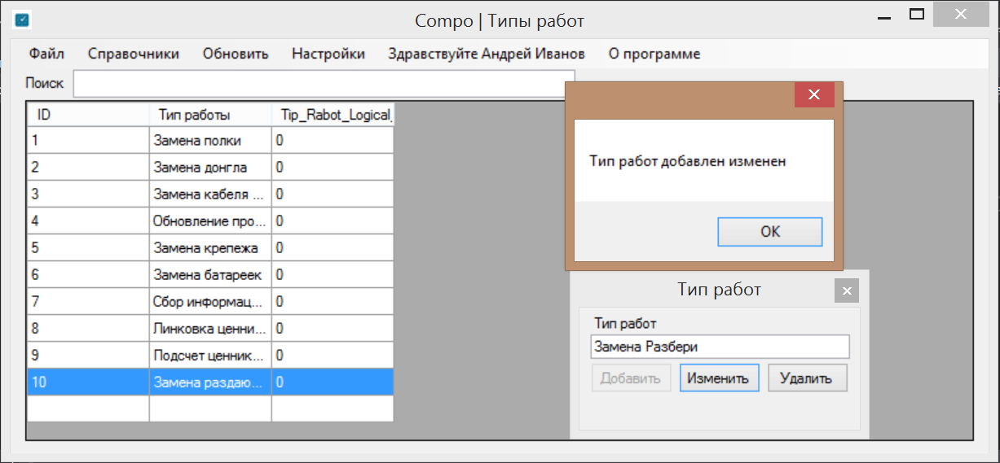 Compo | Типы работ
Файл Справочники Обновить Настройки Здравствуйте Андрей Иванов О программе
Поиск
ID Тип работы Tip_Rabot_Logical_
1 Замена полки 0
2 Замена донгла 0
3 Замена кабеля ... 0
4 Обновление про... 0
5 Замена крепежа 0
6 Замена батареек 0
7 Сбор информац... 0
8 Линковка ценни... 0
9 Подсчет ценник... 0
10 Замена раздаю... 0
Тип работ добавлен изменен
ОК
Тип работ
Тип работ
Замена Разбери
Добавить Изменить Удалить